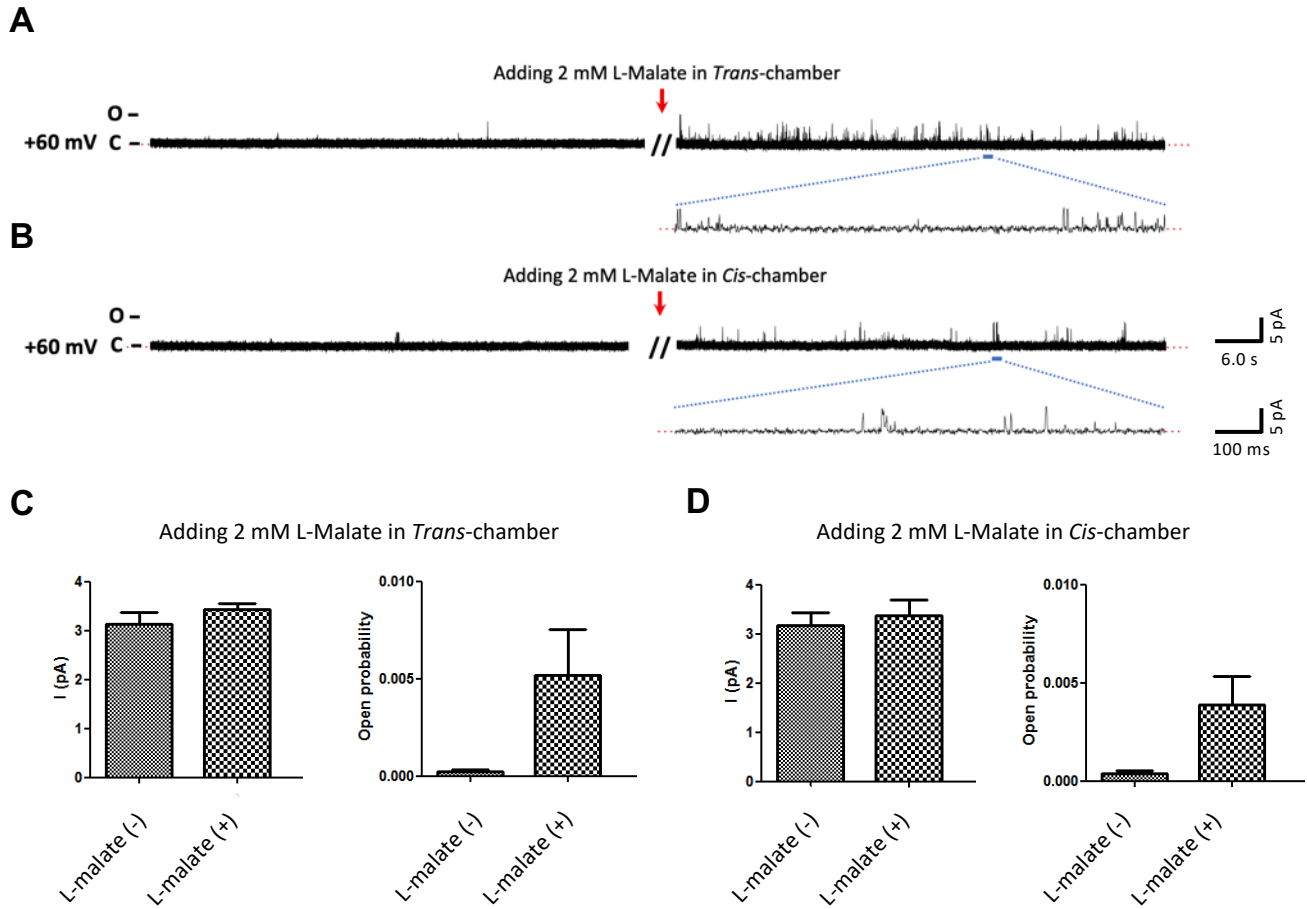 A
Adding 2 mM L-Malate in Trans-chamber
O –
+60 mV C –
//
B
Adding 2 mM L-Malate in Cis-chamber
O –
+60 mV C –
//
5 pA
6.0 s
5 pA
100 ms
C
Adding 2 mM L-Malate in Trans-chamber
4
3
2
1
0
I (pA)
L-malate (-)
L-malate (+)
0.010
0.005
0.000
Open probability
L-malate (-)
L-malate (+)
D
Adding 2 mM L-Malate in Cis-chamber
4
3
2
1
0
I (pA)
L-malate (-)
L-malate (+)
0.010
0.005
0.000
Open probability
L-malate (-)
L-malate (+)